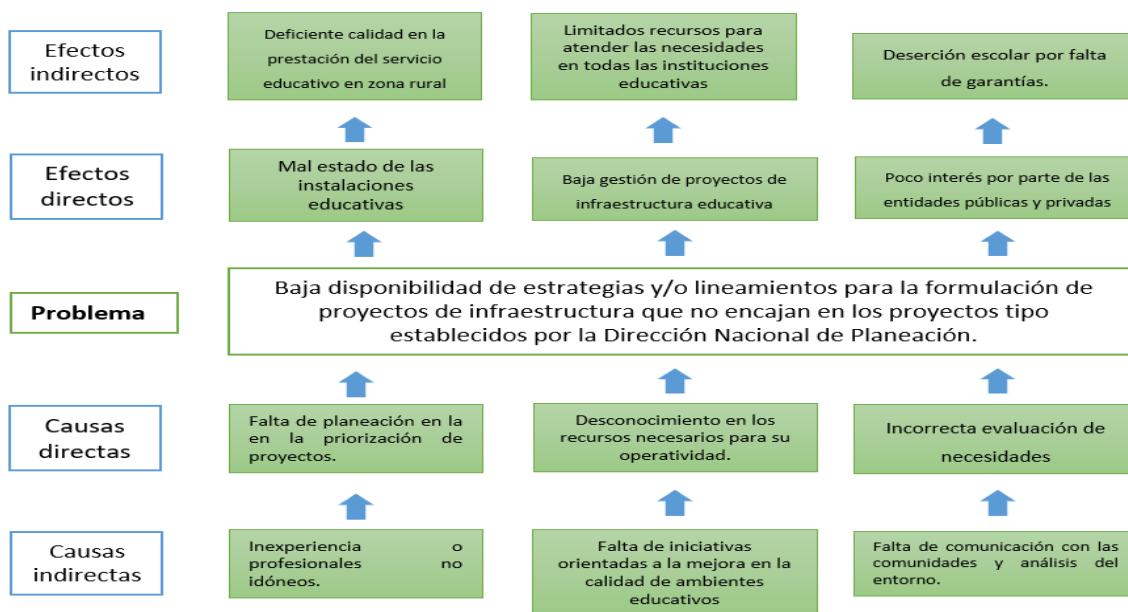 Efectos
indirectos
Deficiente calidad en la
prestación del servicio
educativo en zona rural
Limitados recursos para
atender las necesidades
en todas las instituciones
educativas
Deserción escolar por falta
de garantías.
Efectos
directos
Mal estado de las
instalaciones
educativas
Baja gestión de proyectos de
infraestructura educativa
Poco interés por parte de las
entidades públicas y privadas
Problema
Baja disponibilidad de estrategias y/o lineamientos para la formulación de
proyectos de infraestructura que no encajan en los proyectos tipo
establecidos por la Dirección Nacional de Planeación.
Causas
directas
Falta de planeación en la
en la priorización de
proyectos.
Desconocimiento en los
recursos necesarios para su
operatividad.
Incorrecta evaluación de
necesidades
Causas
indirectas
Inexperiencia o
profesionales no
idóneos.
Falta de iniciativas
orientadas a la mejora en la
calidad de ambientes
educativos
Falta de comunicación con las
comunidades y análisis del
entorno.